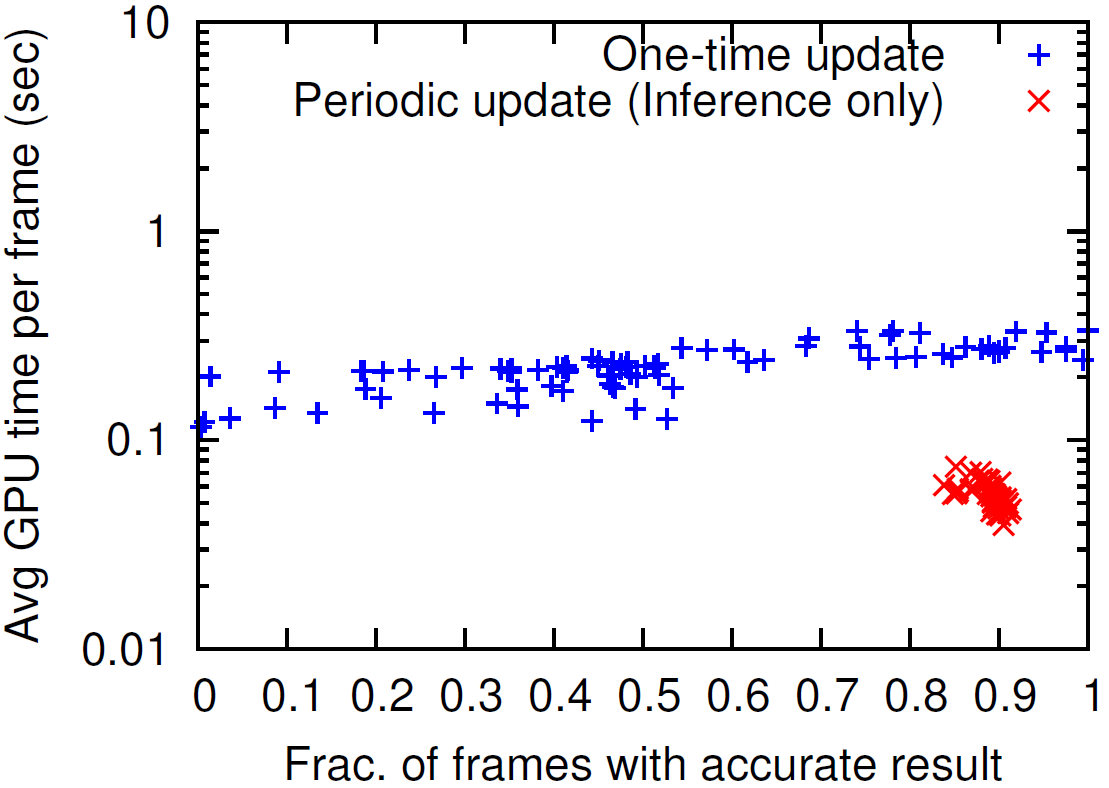 Avg GPU time per frame (sec)
10
1
0.1
0.01
One-time update
Periodic update (Inference only)
0 0.1 0.2 0.3 0.4 0.5 0.6 0.7 0.8 0.9 1
Frac. of frames with accurate result